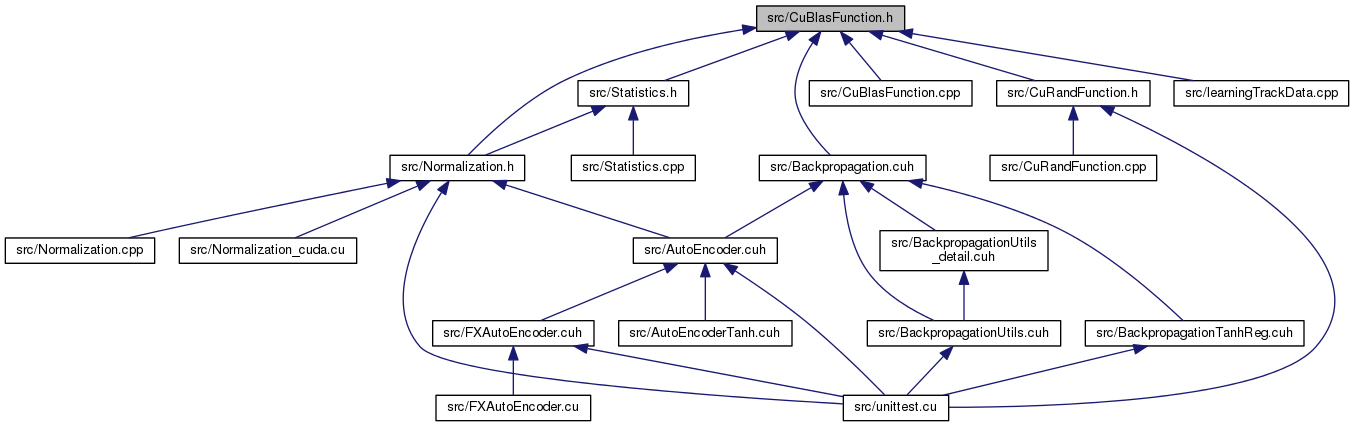 src/CuBlasFunction.h
src/Statistics.h
src/CuBlasFunction.cpp
src/CuRandFunction.h
src/learningTrackData.cpp
src/Normalization.h
src/Statistics.cpp
src/Backpropagation.cuh
src/CuRandFunction.cpp
src/Normalization.cpp
src/Normalization_cuda.cu
src/AutoEncoder.cuh
src/BackpropagationUtils
_detail.cuh
src/FXAutoEncoder.cuh
src/AutoEncoderTanh.cuh
src/BackpropagationUtils.cuh
src/BackpropagationTanhReg.cuh
src/FXAutoEncoder.cu
src/unittest.cu